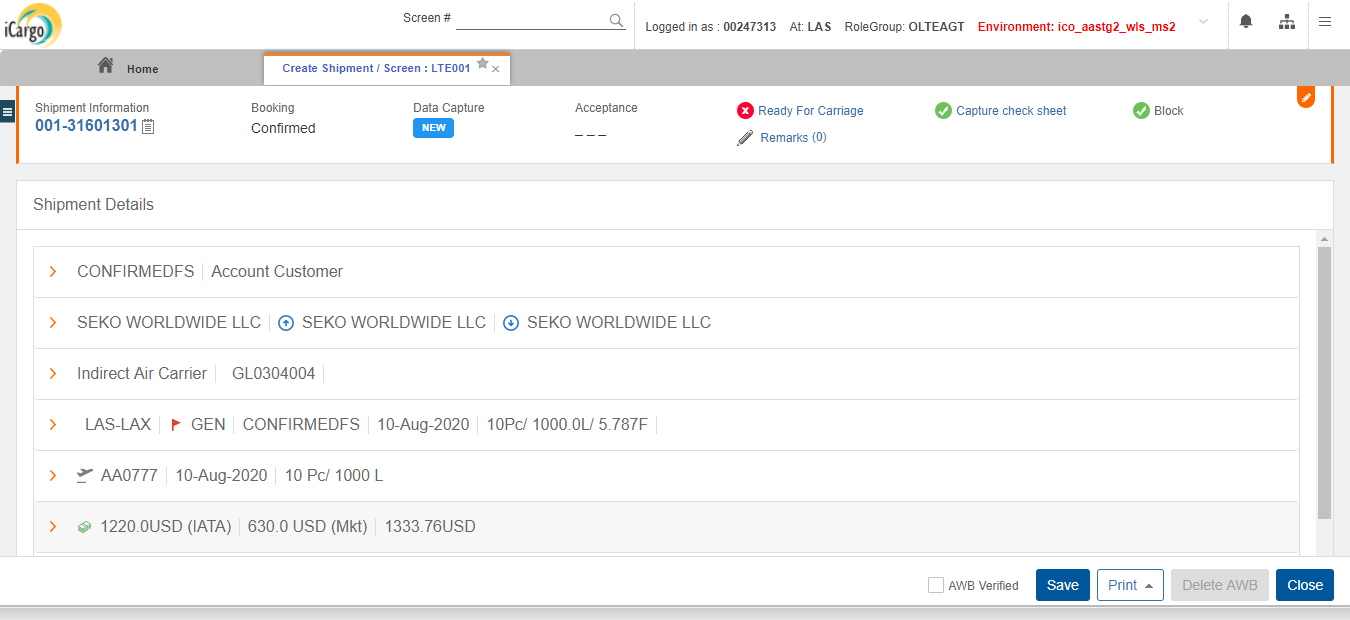 iCargo
Screen #
Logged in as : 00247313 At: LAS RoleGroup: OLTEAGT Environment: ico_aastg2_wls_ms2
Home
Create Shipment / Screen : LTE001
Shipment Information Booking Data Capture Acceptance Ready For Carriage Capture check sheet Block
001-31601301 Confirmed NEW _ _ _ Remarks (0)
Shipment Details
CONFIRMEDFS Account Customer
SEKO WORLDWIDE LLC SEKO WORLDWIDE LLC SEKO WORLDWIDE LLC
Indirect Air Carrier GL0304004
LAS-LAX GEN CONFIRMEDFS 10-Aug-2020 10Pc/ 1000.0L/ 5.787F
AA0777 10-Aug-2020 10 Pc/ 1000 L
1220.0USD (IATA) 630.0 USD (Mkt) 1333.76USD
AWB Verified Save Print Delete AWB Close